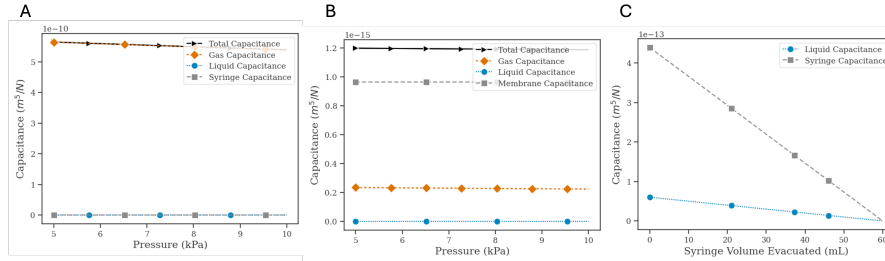 A
1e−10
Total Capacitance
Gas Capacitance
Liquid Capacitance
Syringe Capacitance
Capacitance (m⁵/N)
5
4
3
2
1
0
5 6 7 8 9 10
Pressure (kPa)
B
1e−15
Total Capacitance
Gas Capacitance
Liquid Capacitance
Membrane Capacitance
Capacitance (m⁵/N)
1.2
1.0
0.8
0.6
0.4
0.2
0.0
5 6 7 8 9 10
Pressure (kPa)
C
1e−13
Liquid Capacitance
Syringe Capacitance
Capacitance (m⁵/N)
4
3
2
1
0
0 10 20 30 40 50 60
Syringe Volume Evacuated (mL)